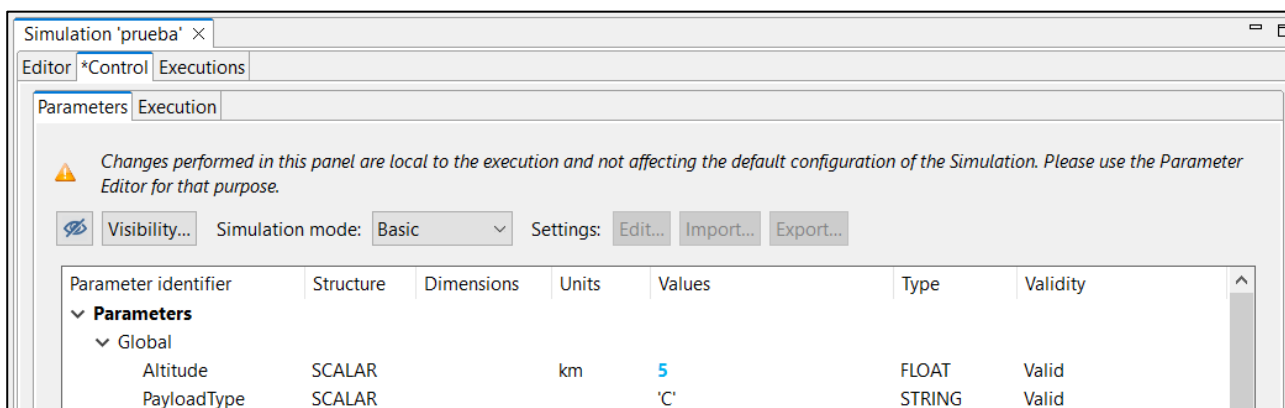 Simulation 'prueba'
Editor *Control Executions
Parameters Execution
Changes performed in this panel are local to the execution and not affecting the default configuration of the Simulation. Please use the Parameter
Editor for that purpose.
Visibility... Simulation mode: Basic Settings: Edit... Import... Export...
Parameter identifier Structure Dimensions Units Values Type Validity
Parameters
Global
Altitude SCALAR km 5 FLOAT Valid
PayloadType SCALAR 'C' STRING Valid